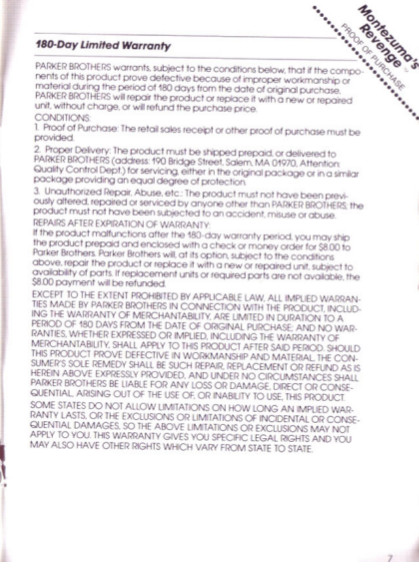 Montezuma's
Revenge
PROOF OF PURCHASE
180-Day Limited Warranty
PARKER BROTHERS warrants, subject to the conditions below, that if the compo-
nents of this product prove defective because of improper workmanship or
material during the period of 180 days from the date of original purchase,
PARKER BROTHERS will repair the product or replace it with a new or repaired
unit, without charge, or will refund the purchase price.
CONDITIONS:
1. Proof of Purchase: The retail sales receipt or other proof of purchase must be
provided.
2. Proper Delivery: The product must be shipped prepaid, or delivered to
PARKER BROTHERS (address: 190 Bridge Street, Salem, MA 01970, Attention:
Quality Control Dept.) for servicing, either in the original package or in a similar
package providing an equal degree of protection.
3. Unauthorized Repair, Abuse, etc.: The product must not have been previ-
ously altered, repaired or serviced by anyone other than PARKER BROTHERS; the
product must not have been subjected to an accident, misuse or abuse.
REPAIRS AFTER EXPIRATION OF WARRANTY:
If the product malfunctions after the 180-day warranty period, you may ship
the product prepaid and enclosed with a check or money order for $8.00 to
Parker Brothers. Parker Brothers will, at its option, subject to the conditions
above, repair the product or replace it with a new or repaired unit, subject to
availability of parts. If replacement units or required parts are not available, the
$8.00 payment will be refunded.
EXCEPT TO THE EXTENT PROHIBITED BY APPLICABLE LAW, ALL IMPLIED WARRAN-
TIES MADE BY PARKER BROTHERS IN CONNECTION WITH THE PRODUCT, INCLUD-
ING THE WARRANTY OF MERCHANTABILITY, ARE LIMITED IN DURATION TO A
PERIOD OF 180 DAYS FROM THE DATE OF ORIGINAL PURCHASE; AND NO WAR-
RANTIES, WHETHER EXPRESSED OR IMPLIED, INCLUDING THE WARRANTY OF
MERCHANTABILITY, SHALL APPLY TO THIS PRODUCT AFTER SAID PERIOD. SHOULD
THIS PRODUCT PROVE DEFECTIVE IN WORKMANSHIP AND MATERIAL, THE CON-
SUMER'S SOLE REMEDY SHALL BE SUCH REPAIR, REPLACEMENT OR REFUND AS IS
HEREIN ABOVE EXPRESSLY PROVIDED, AND UNDER NO CIRCUMSTANCES SHALL
PARKER BROTHERS BE LIABLE FOR ANY LOSS OR DAMAGE, DIRECT OR CONSE-
QUENTIAL, ARISING OUT OF THE USE OF, OR INABILITY TO USE, THIS PRODUCT.
SOME STATES DO NOT ALLOW LIMITATIONS ON HOW LONG AN IMPLIED WAR-
RANTY LASTS, OR THE EXCLUSIONS OR LIMITATIONS OF INCIDENTAL OR CONSE-
QUENTIAL DAMAGES, SO THE ABOVE LIMITATIONS OR EXCLUSIONS MAY NOT
APPLY TO YOU. THIS WARRANTY GIVES YOU SPECIFIC LEGAL RIGHTS AND YOU
MAY ALSO HAVE OTHER RIGHTS WHICH VARY FROM STATE TO STATE.
7